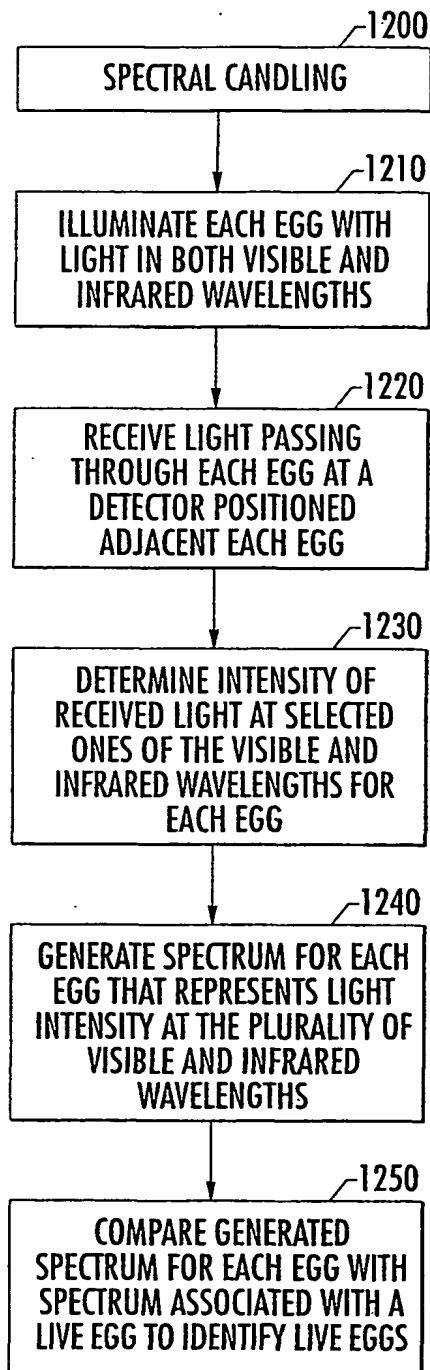 1200
SPECTRAL CANDLING
1210
ILLUMINATE EACH EGG WITH
LIGHT IN BOTH VISIBLE AND
INFRARED WAVELENGTHS
1220
RECEIVE LIGHT PASSING
THROUGH EACH EGG AT A
DETECTOR POSITIONED
ADJACENT EACH EGG
1230
DETERMINE INTENSITY OF
RECEIVED LIGHT AT SELECTED
ONES OF THE VISIBLE AND
INFRARED WAVELENGTHS FOR
EACH EGG
1240
GENERATE SPECTRUM FOR EACH
EGG THAT REPRESENTS LIGHT
INTENSITY AT THE PLURALITY OF
VISIBLE AND INFRARED
WAVELENGTHS
1250
COMPARE GENERATED
SPECTRUM FOR EACH EGG WITH
SPECTRUM ASSOCIATED WITH A
LIVE EGG TO IDENTIFY LIVE EGGS